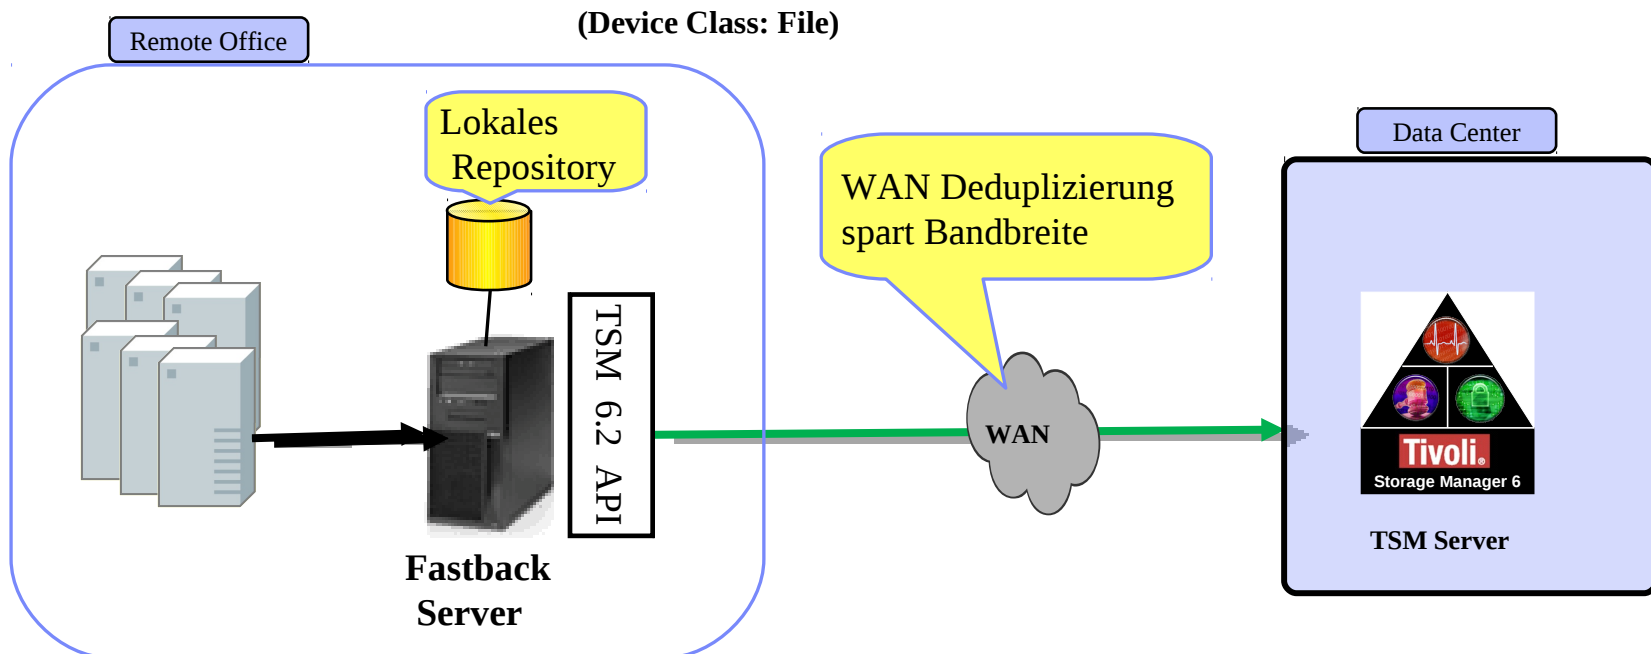 (Device Class: File)
Remote Office
Lokales
Repository
WAN Deduplizierung
spart Bandbreite
Data Center
TSM 6.2 API
WAN
Tivoli®
Storage Manager 6
TSM Server
Fastback
Server